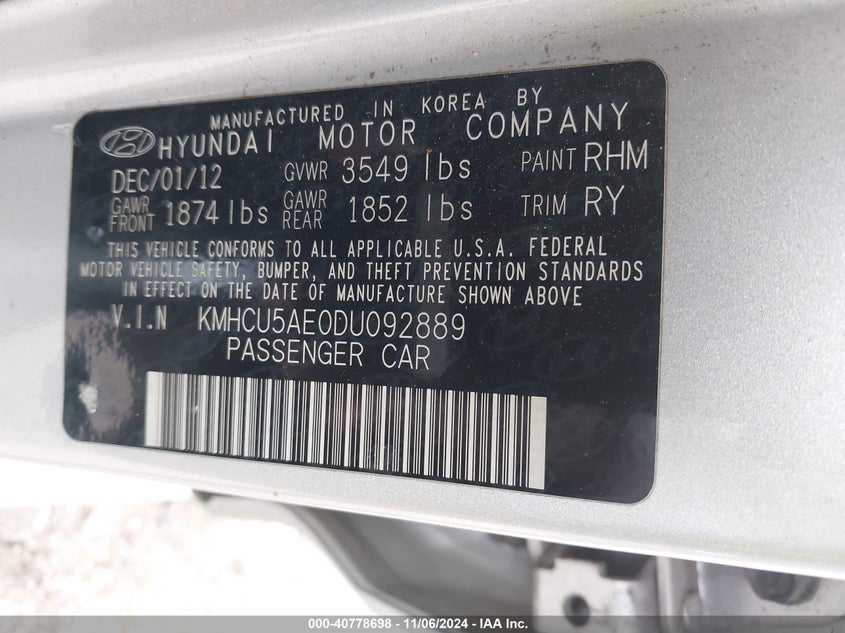 MANUFACTURED IN KOREA BY
HYUNDAI MOTOR COMPANY
DEC/01/12 GVWR 3549 lbs PAINT RHM
GAWR FRONT 1874 lbs GAWR REAR 1852 lbs TRIM RY
THIS VEHICLE CONFORMS TO ALL APPLICABLE U.S.A. FEDERAL
MOTOR VEHICLE SAFETY, BUMPER, AND THEFT PREVENTION STANDARDS
IN EFFECT ON THE DATE OF MANUFACTURE SHOWN ABOVE
V.I.N KMHCU5AE0DU092889
PASSENGER CAR
000-40778698 - 11/06/2024 - IAAI Inc.